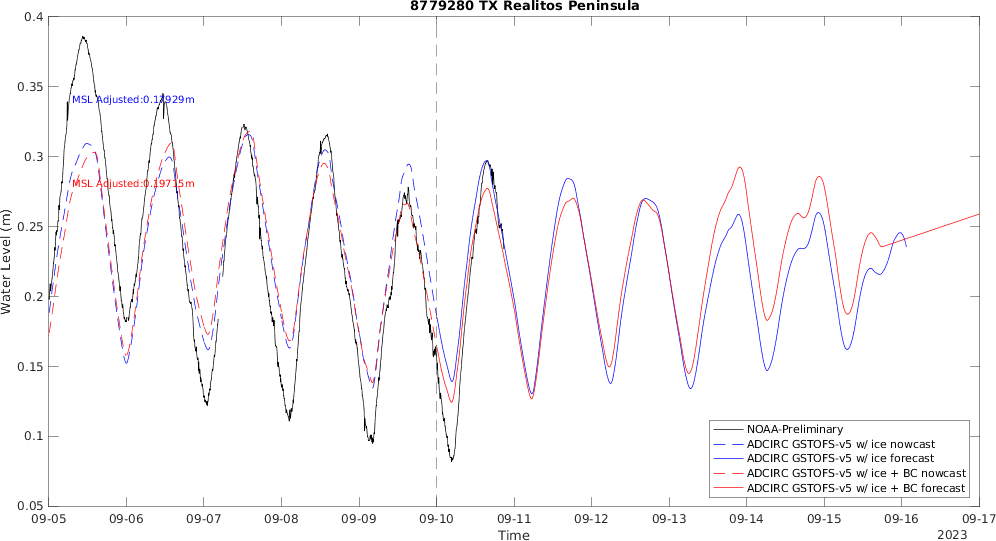 8779280 TX Realitos Peninsula
0.4
0.35
0.3
0.25
0.2
0.15
0.1
0.05
Water Level (m)
MSL Adjusted:0.17929m
MSL Adjusted:0.19715m
NOAA-Preliminary
ADCIRC GSTOFS-v5 w/ ice nowcast
ADCIRC GSTOFS-v5 w/ ice forecast
ADCIRC GSTOFS-v5 w/ ice + BC nowcast
ADCIRC GSTOFS-v5 w/ ice + BC forecast
09-05 09-06 09-07 09-08 09-09 09-10 09-11 09-12 09-13 09-14 09-15 09-16 09-17
Time
2023